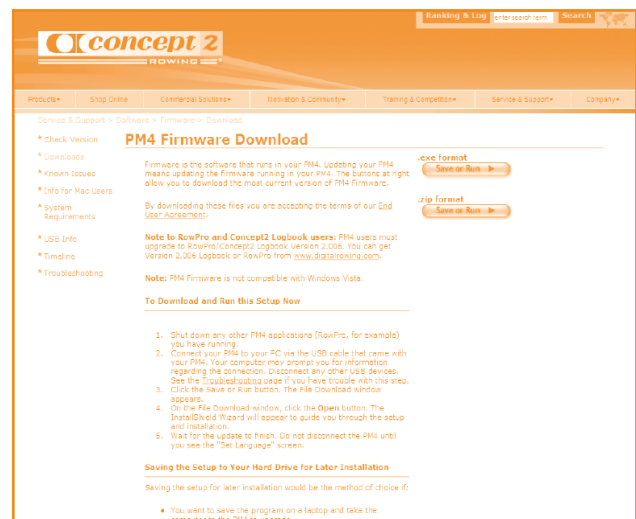 Ranking & Log
enter search term
Search
concept 2
ROWING
Products
Shop Online
Commercial Solutions
Motivation & Community
Training & Competition
Service & Support
Company
Service & Support > Software > Firmware > Download
* Check Version
* Downloads
* Known Issues
* Info for Mac Users
* System
Requirements
* USB Info
* Timeline
* Troubleshooting
PM4 Firmware Download
Firmware is the software that runs in your PM4. Updating your PM4
means updating the firmware running in your PM4. The buttons at right
allow you to download the most current version of PM4 Firmware.
By downloading these files you are accepting the terms of our End
User Agreement.
Note to RowPro and Concept2 Logbook users: PM4 users must
upgrade to RowPro/Concept2 Logbook version 2.006. You can get
Version 2.006 Logbook or RowPro from www.digitalrowing.com.
Note: PM4 Firmware is not compatible with Windows Vista.
To Download and Run this Setup Now
1. Shut down any other PM4 applications (RowPro, for example)
you have running.
2. Connect your PM4 to your PC via the USB cable that came with
your PM4. Your computer may prompt you for information
regarding the connection. Disconnect any other USB devices.
See the Troubleshooting page if you have trouble with this step.
3. Click the Save or Run button. The File Download window
appears.
4. On the File Download window, click the Open button. The
InstallShield Wizard will appear to guide you through the setup
and installation.
5. Wait for the update to finish. Do not disconnect the PM4 until
you see the "Set Language" screen.
Saving the Setup to Your Hard Drive for Later Installation
Saving the setup for later installation would be the method of choice if:
• You want to save the program on a laptop and take the
computer to the PM4 to upgrade.
.exe format
Save or Run
.zip format
Save or Run